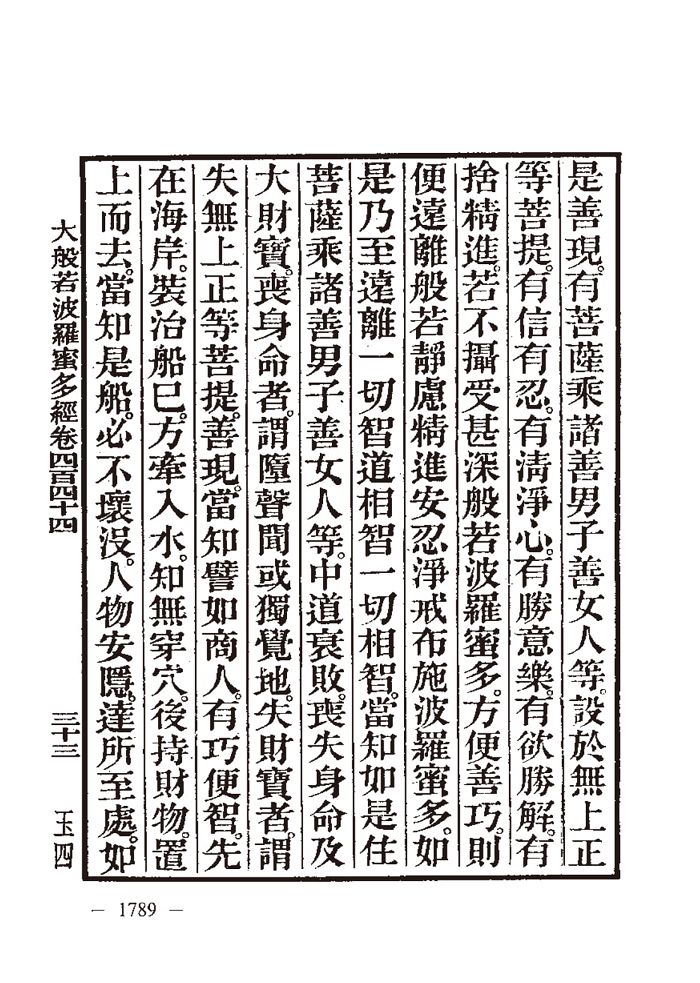 是善現。有菩薩乘諸善男子善女人等。設於無上正
等菩提。有信有忍。有淸淨心。有勝意樂。有欲勝解。有
捨精進。若不攝受甚深般若波羅蜜多。方便善巧。則
便遠離般若靜慮精進安忍淨戒布施波羅蜜多。如
是乃至遠離一切智道相智一切相智。當知如是住
菩薩乘諸善男子善女人等。中道衰敗。喪失身命及
大財寶。喪身命者。謂墮聲聞或獨覺地。失財寶者。謂
失無上正等菩提。善現。當知譬如商人。有巧便智。先
在海岸。裝治船已。方牽入水。知無穿穴。後持財物。置
上而去。當知是船。必不壞沒。人物安隱。達所至處。如
大般若波羅蜜多經卷四百四十四 三十三 玉四
— 1789 —